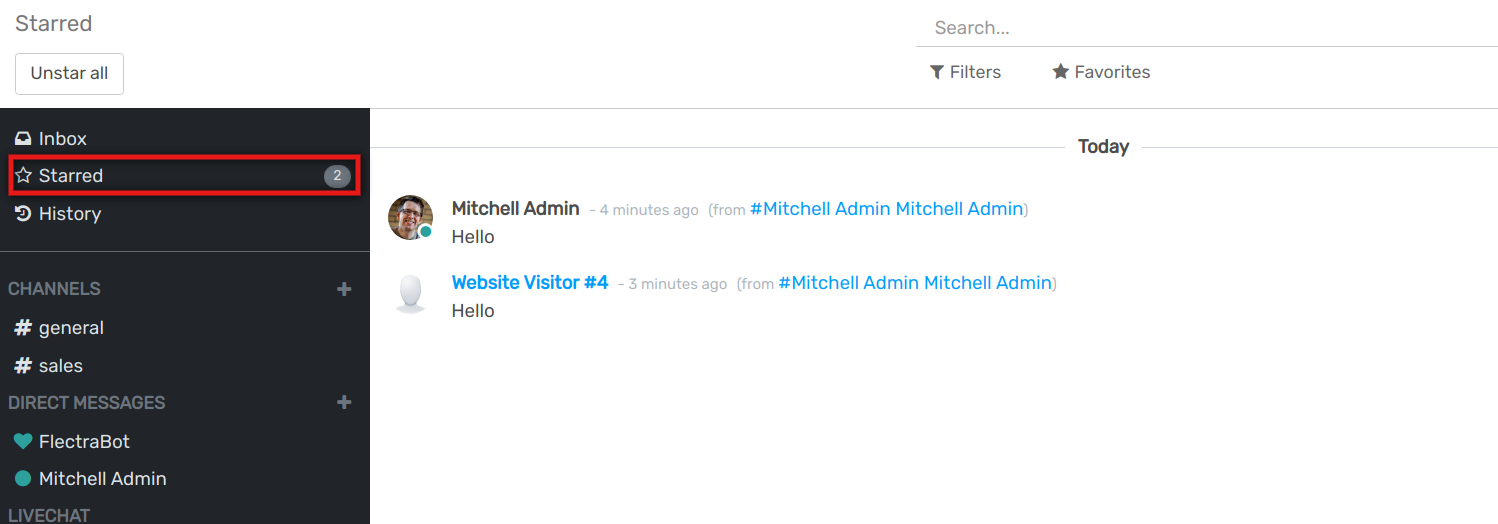 Starred
Search...
Unstar all
Filters
Favorites
Inbox
Starred 2
History
CHANNELS +
# general
# sales
DIRECT MESSAGES +
FlectraBot
Mitchell Admin
LIVECHAT
Today
Mitchell Admin - 4 minutes ago (from #Mitchell Admin Mitchell Admin)
Hello
Website Visitor #4 - 3 minutes ago (from #Mitchell Admin Mitchell Admin)
Hello